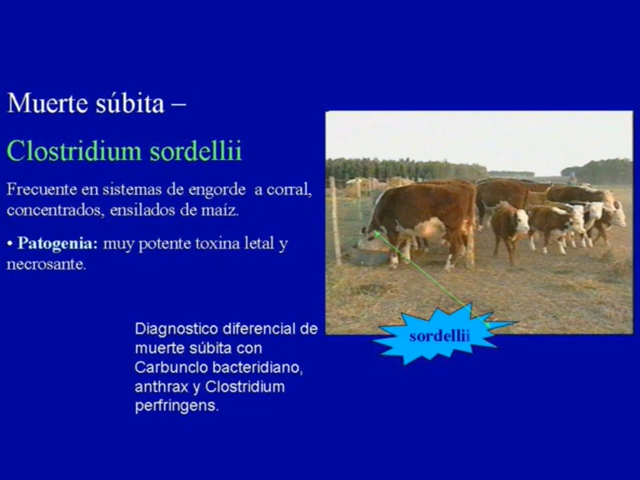 Muerte súbita –
Clostridium sordellii
Frecuente en sistemas de engorde a corral,
concentrados, ensilados de maíz.
• Patogenia: muy potente toxina letal y
necrosante.
Diagnostico diferencial de
muerte súbita con
Carbunclo bacteridiano,
anthrax y Clostridium
perfringens.
sordellii